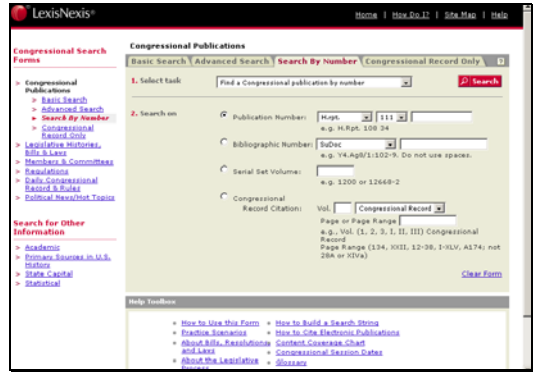 LexisNexis®
Home | How Do I? | Site Map | Help
Congressional Search Forms
> Congressional Publications
> Basic Search
> Advanced Search
► Search By Number
> Congressional Record Only
> Legislative Histories, Bills & Laws
> Members & Committees
> Regulations
> Daily Congressional Record & Rules
> Political News/Hot Topics
Search for Other Information
> Academic
> Primary Sources in U.S. History
> State Capital
> Statistical
Congressional Publications
Basic Search Advanced Search Search By Number Congressional Record Only ?
1. Select task Find a Congressional publication by number Search
2. Search on Publication Number: H.rpt. 111
e.g. H.Rpt. 108 34
Bibliographic Number: SuDoc
e.g. Y4.Ag8/1:102-9. Do not use spaces.
Serial Set Volume:
e.g. 1200 or 12660-2
Congressional Record Citation: Vol. Congressional Record
Page or Page Range
e.g., Vol. (1, 2, 3, I, II, III) Congressional Record
Page Range (134, XXII, 12-38, I-XLV, A174; not 28A or XIVa)
Clear Form
Help Toolbox
How to Use this Form
Practice Scenarios
About Bills, Resolutions and Laws
About the Legislative Process
How to Build a Search String
How to Cite Electronic Publications
Content Coverage Chart
Congressional Session Dates
Glossary